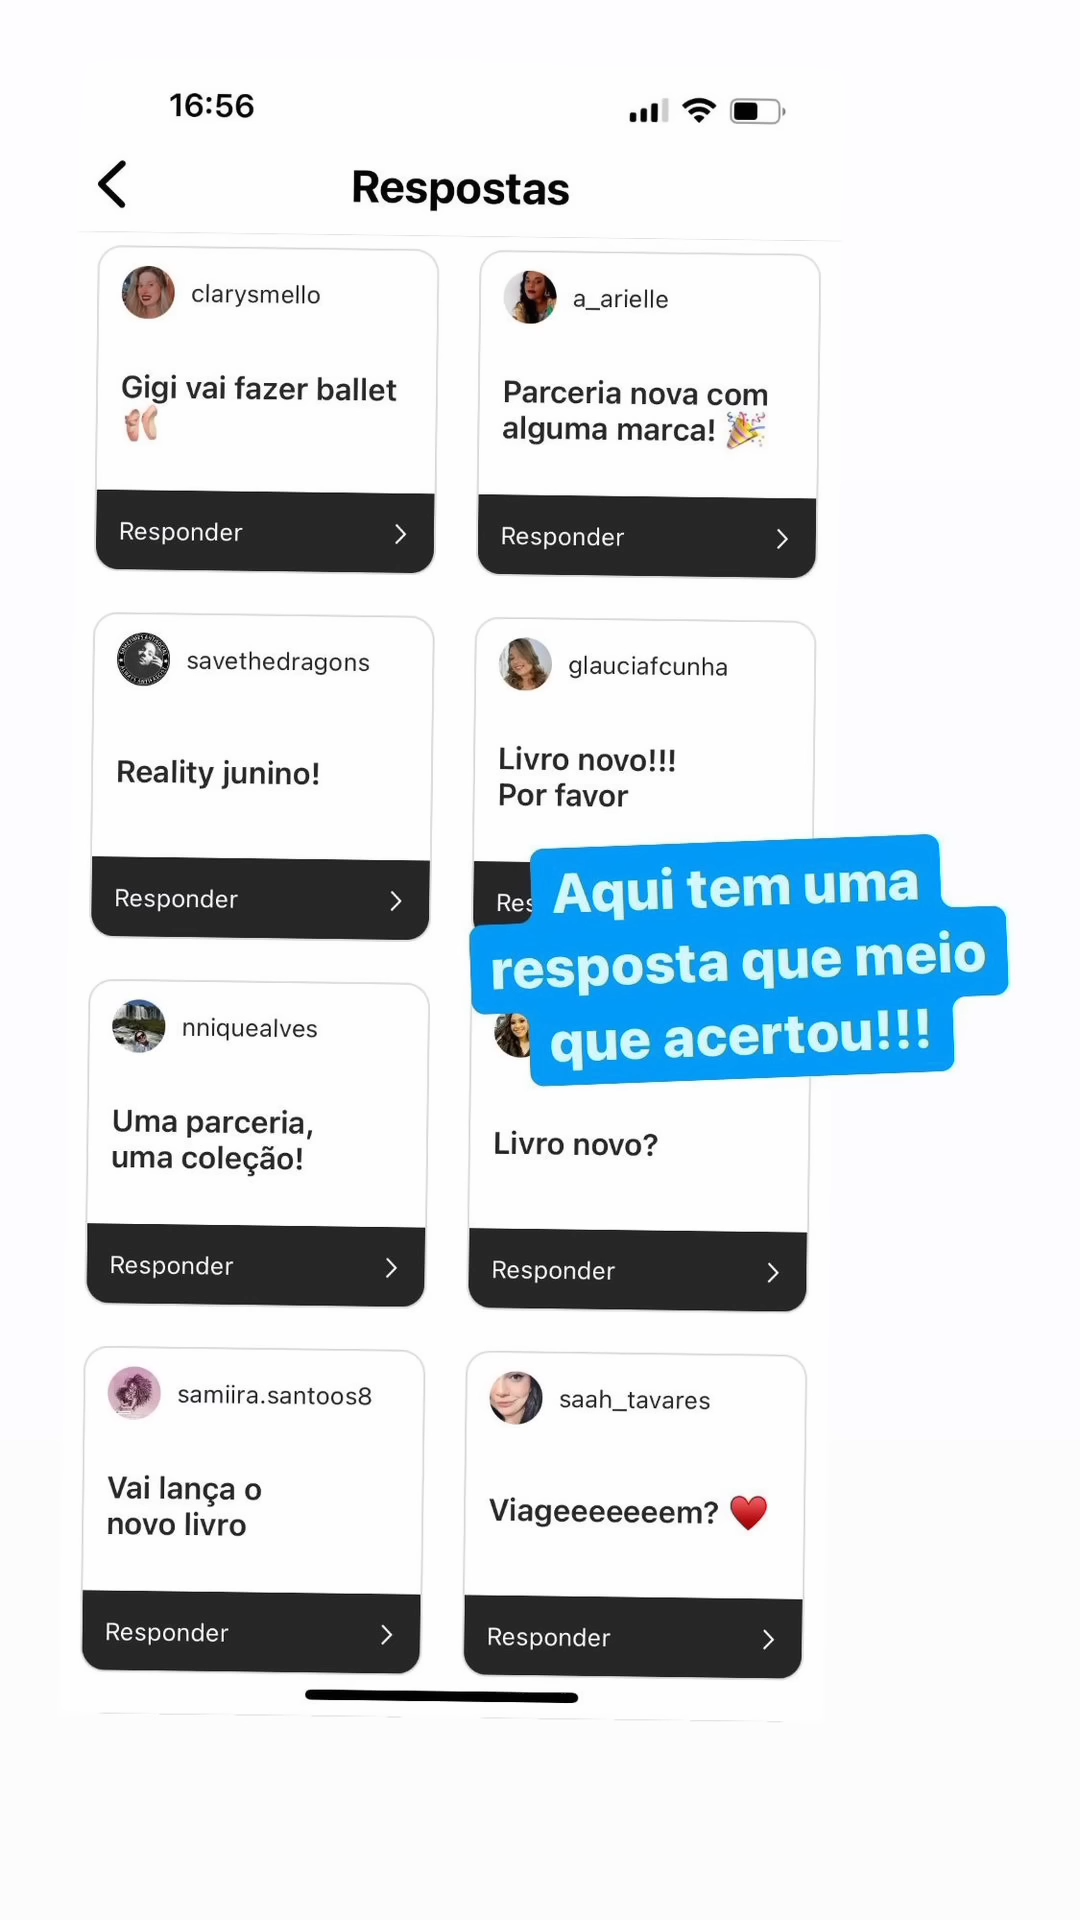 16:56
Respostas
clarysmello
Gigi vai fazer ballet
🩰
Responder
a_arielle
Parceria nova com
alguma marca! 🎉
Responder
savethedragons
Reality junino!
Responder
glauciafcunha
Livro novo!!!
Por favor
Res
Aqui tem uma
resposta que meio
que acertou!!!
nniquealves
Uma parceria,
uma coleção!
Responder
Livro novo?
Responder
samiira.santoos8
Vai lança o
novo livro
Responder
saah_tavares
Viageeeeeeem? ♥️
Responder